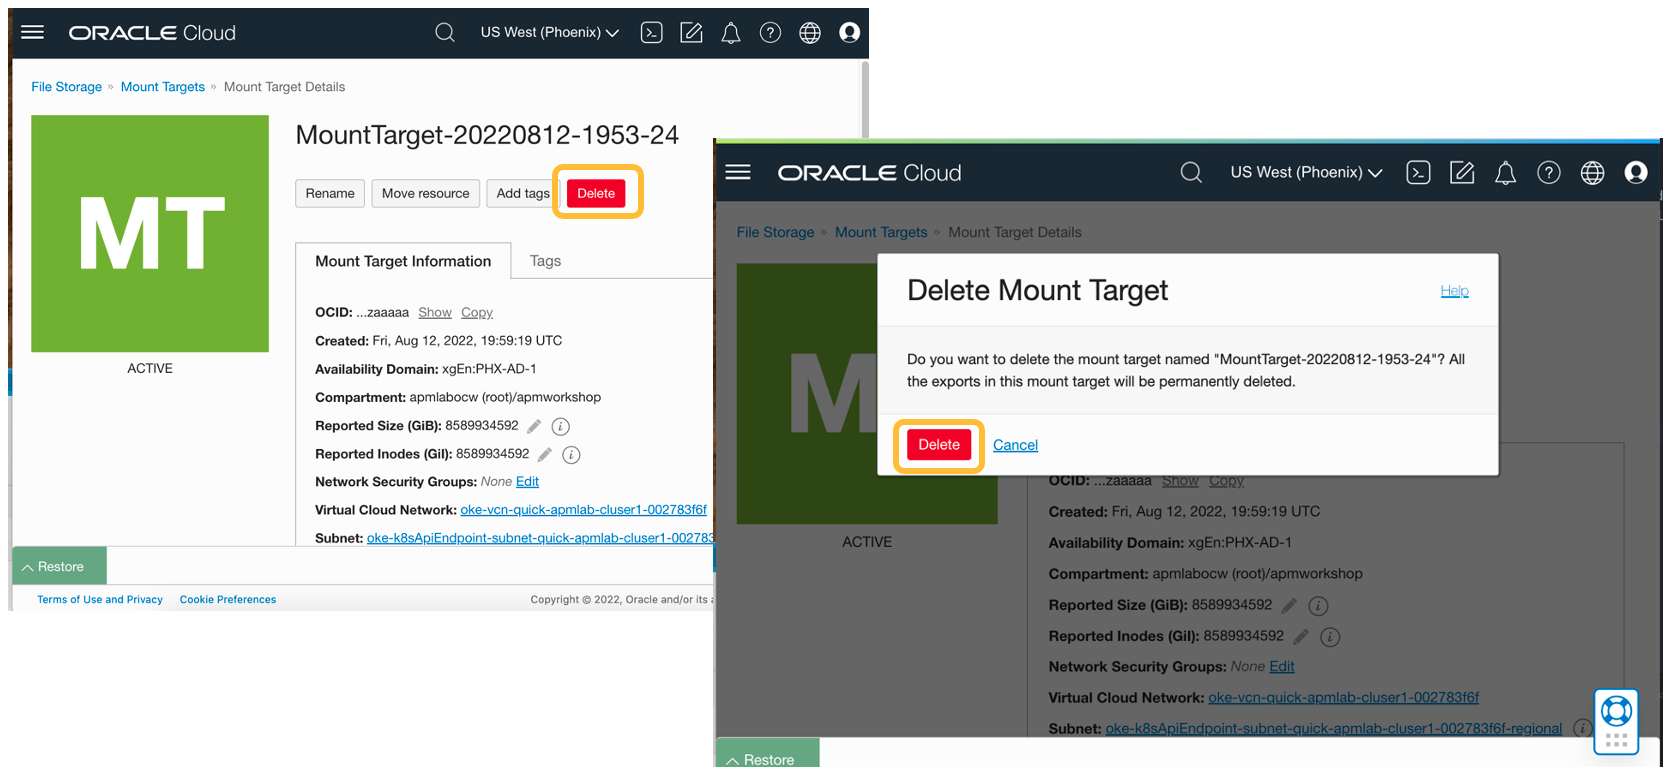 ORACLE Cloud
US West (Phoenix)
File Storage » Mount Targets » Mount Target Details
MT
ACTIVE
MountTarget-20220812-1953-24
Rename Move resource Add tags Delete
Mount Target Information Tags
OCID: ...zaaaaa Show Copy
Created: Fri, Aug 12, 2022, 19:59:19 UTC
Availability Domain: xgEn:PHX-AD-1
Compartment: apmlabocw (root)/apmworkshop
Reported Size (GiB): 8589934592
Reported Inodes (GiI): 8589934592
Network Security Groups: None Edit
Virtual Cloud Network: oke-vcn-quick-apmlab-cluser1-002783f6f
Subnet: oke-k8sApiEndpoint-subnet-quick-apmlab-cluser1-002783
Restore
Terms of Use and Privacy Cookie Preferences
Copyright © 2022, Oracle and/or its a
ORACLE Cloud
US West (Phoenix)
File Storage » Mount Targets » Mount Target Details
M
ACTIVE
Delete Mount Target
Help
Do you want to delete the mount target named "MountTarget-20220812-1953-24"? All
the exports in this mount target will be permanently deleted.
Delete Cancel
OCID: ...zaaaaa Show Copy
Created: Fri, Aug 12, 2022, 19:59:19 UTC
Availability Domain: xgEn:PHX-AD-1
Compartment: apmlabocw (root)/apmworkshop
Reported Size (GiB): 8589934592
Reported Inodes (GiI): 8589934592
Network Security Groups: None Edit
Virtual Cloud Network: oke-vcn-quick-apmlab-cluser1-002783f6f
Subnet: oke-k8sApiEndpoint-subnet-quick-apmlab-cluser1-002783f6f-regional
Restore